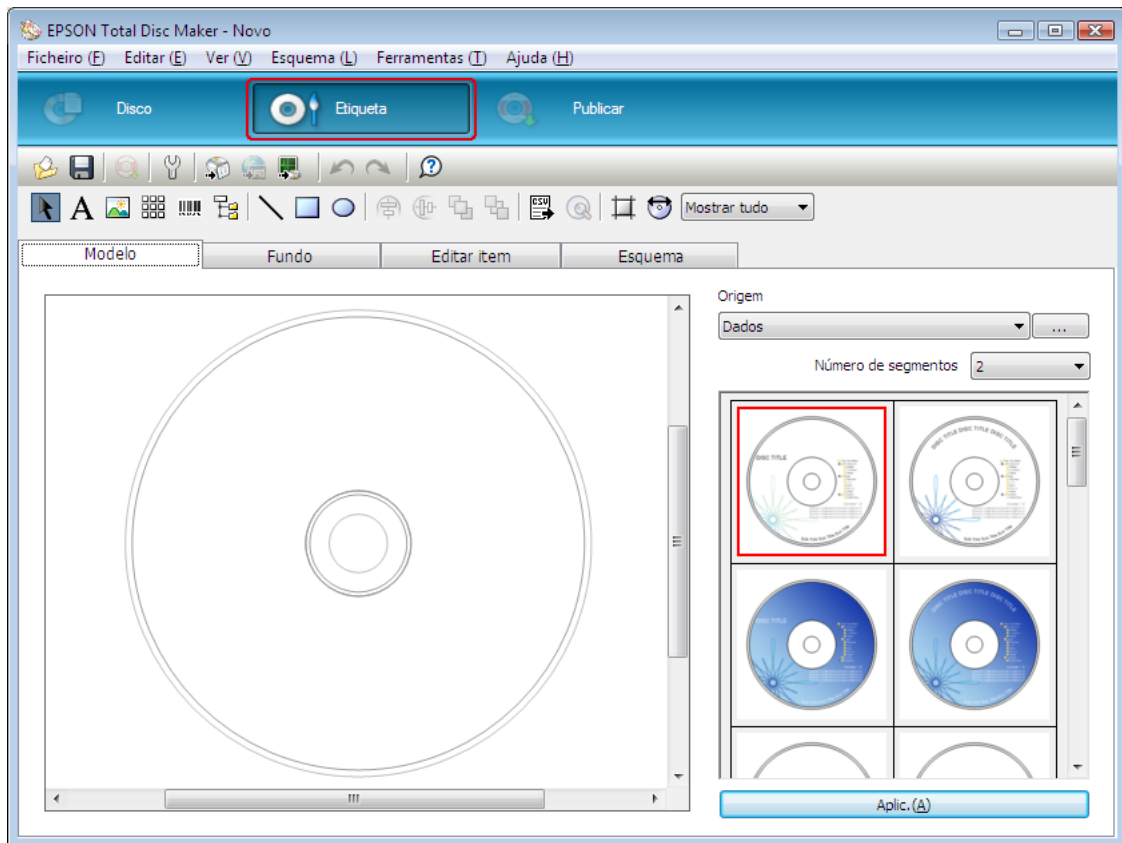 EPSON Total Disc Maker - Novo
Ficheiro (F) Editar (E) Ver (V) Esquema (L) Ferramentas (T) Ajuda (H)
Disco Etiqueta Publicar
A CSV Mostrar tudo
Modelo Fundo Editar item Esquema
Origem
Dados ...
Número de segmentos 2
DISC TITLE DISC TITLE DISC TITLE DISC TITLE
DISC TITLE DISC TITLE DISC TITLE DISC TITLE
Aplic.(A)